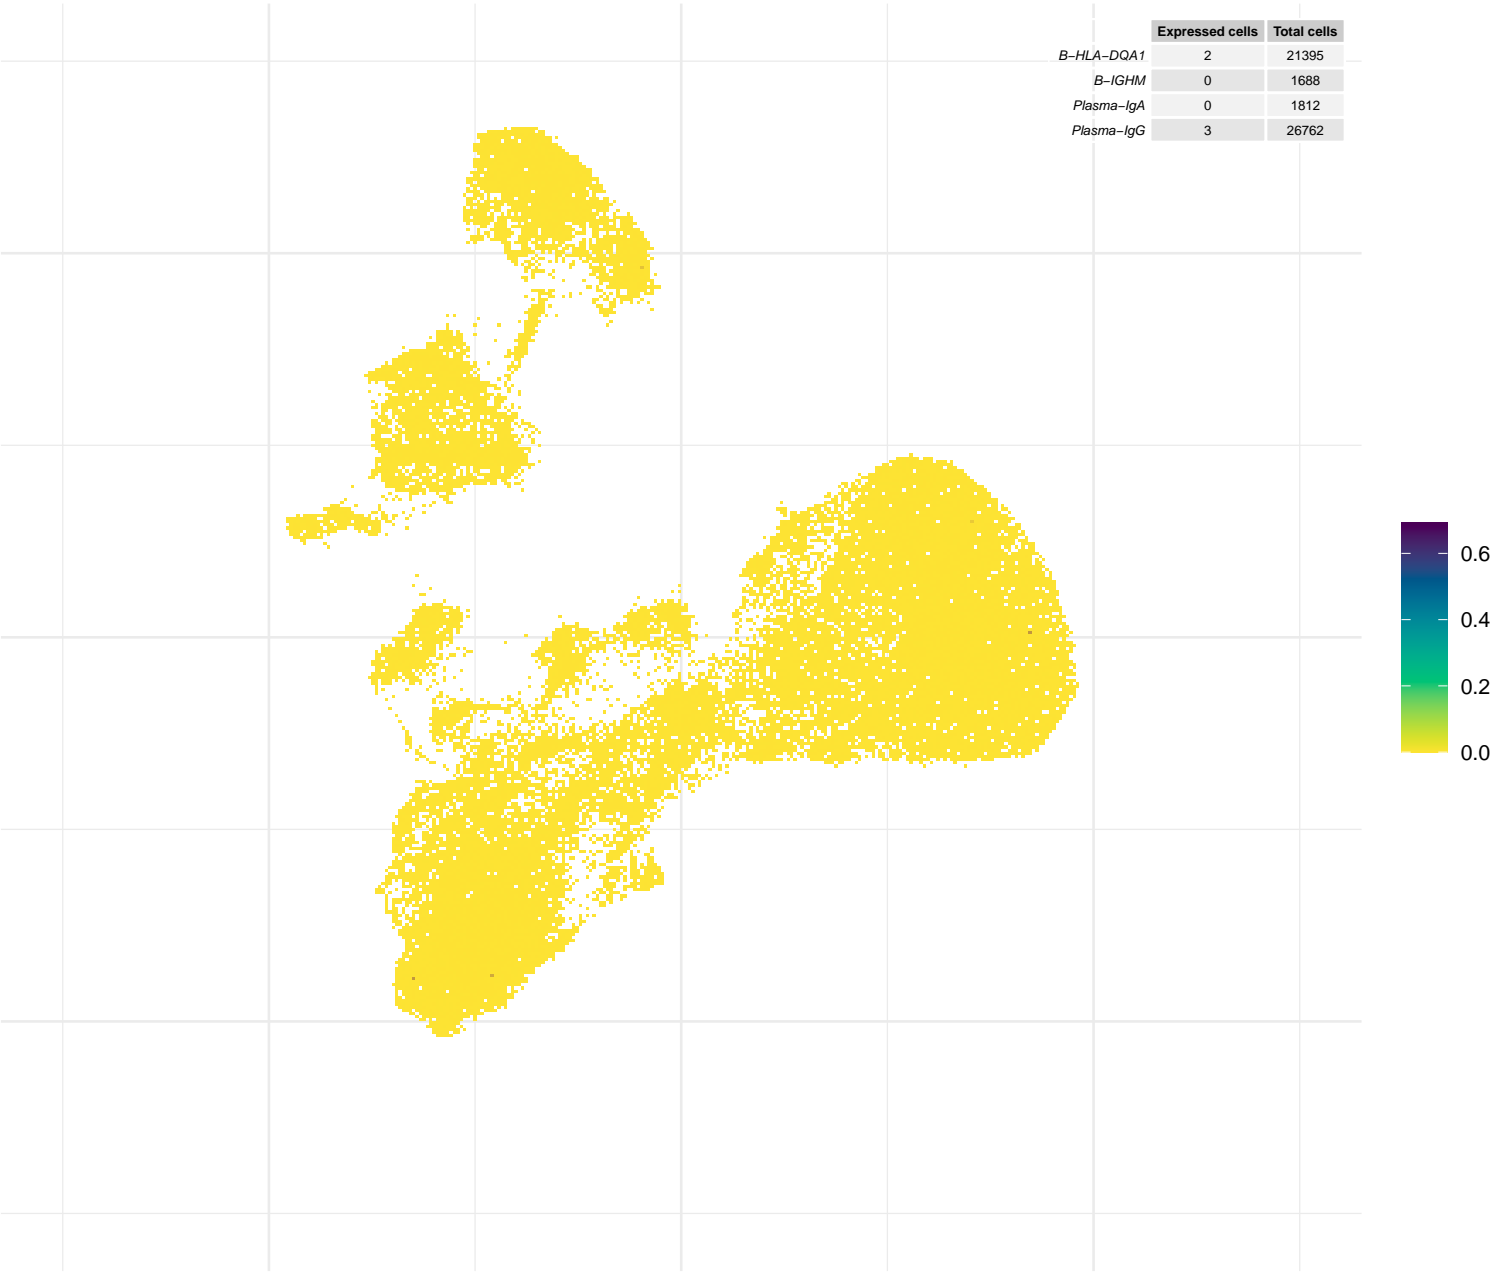 Expressed cells Total cells
B−HLA−DQA1 2 21395
B−IGHM 0 1688
Plasma−IgA 0 1812
Plasma−IgG 3 26762
0.6
0.4
0.2
0.0